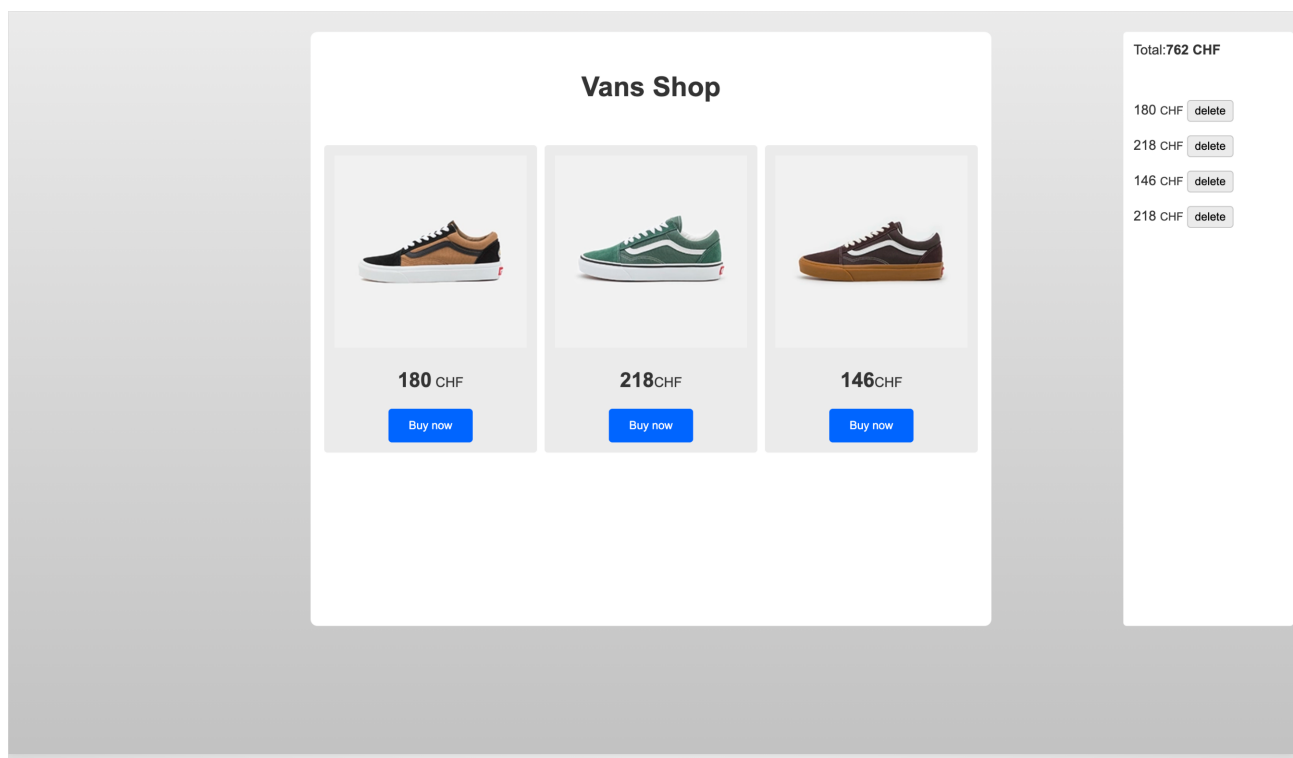 Vans Shop
180 CHF
218CHF
146CHF
Buy now
Buy now
Buy now
Total:762 CHF
180 CHF delete
218 CHF delete
146 CHF delete
218 CHF delete